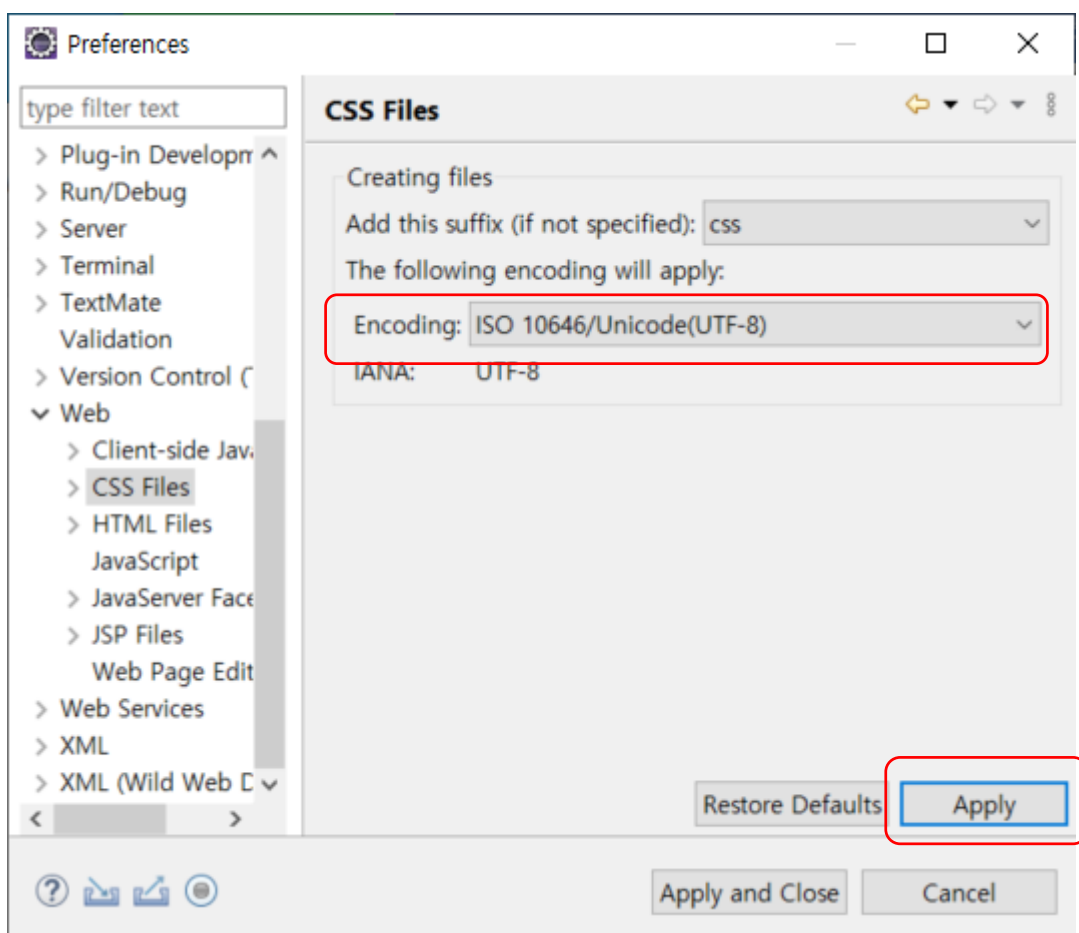 Preferences
type filter text
Plug-in Developm
Run/Debug
Server
Terminal
TextMate
Validation
Version Control (
Web
Client-side Java
CSS Files
HTML Files
JavaScript
JavaServer Face
JSP Files
Web Page Edit
Web Services
XML
XML (Wild Web D
CSS Files
Creating files
Add this suffix (if not specified): css
The following encoding will apply:
Encoding: ISO 10646/Unicode(UTF-8)
IANA: UTF-8
Restore Defaults Apply
Apply and Close Cancel